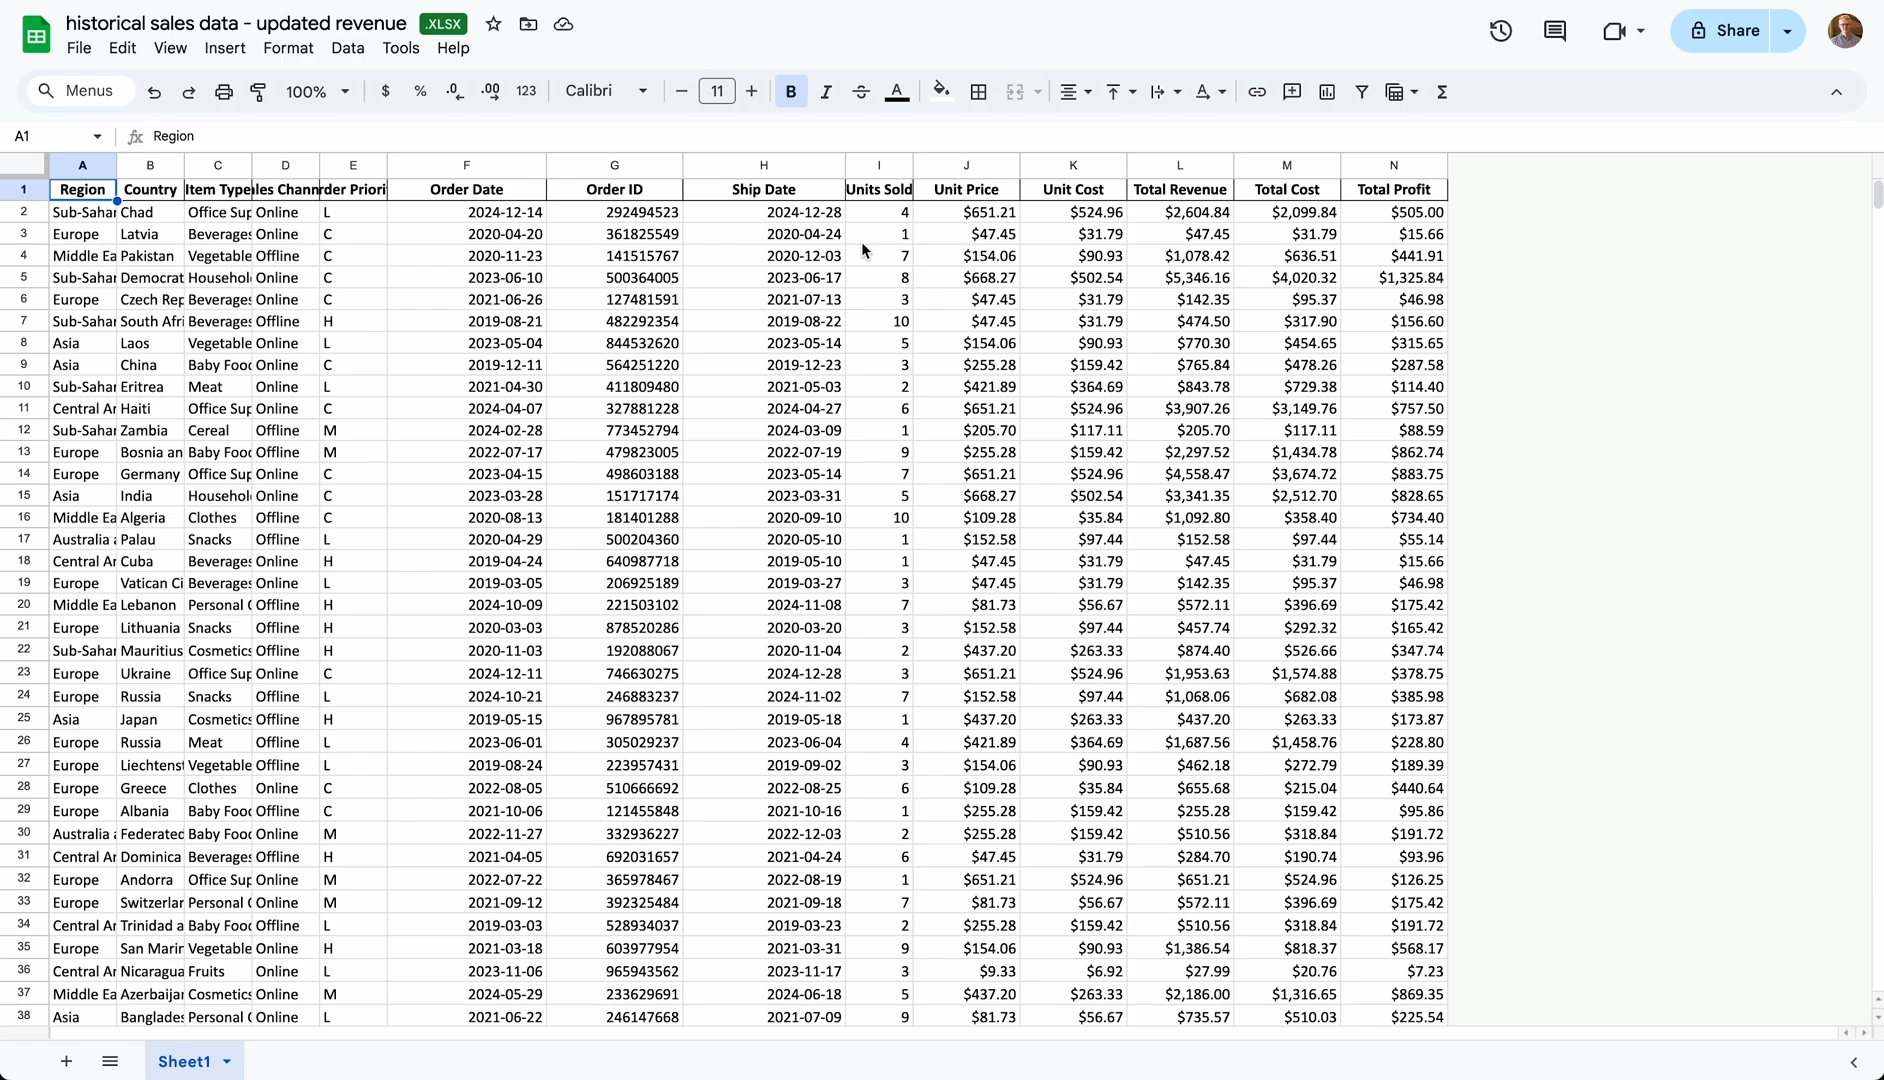 historical sales data - updated revenue .XLSX
File Edit View Insert Format Data Tools Help
Share
Menus 100% $ % .0 .00 123 Calibri 11 B I S A A Σ
A1 fx Region
A B C D E F G H I J K L M N
1 Region Country Item Type les Chann rder Priori Order Date Order ID Ship Date Units Sold Unit Price Unit Cost Total Revenue Total Cost Total Profit
2 Sub-Sahar Chad Office Sup Online L 2024-12-14 292494523 2024-12-28 4 $651.21 $524.96 $2,604.84 $2,099.84 $505.00
3 Europe Latvia Beverages Online C 2020-04-20 361825549 2020-04-24 1 $47.45 $31.79 $47.45 $31.79 $15.66
4 Middle Ea Pakistan Vegetable Offline C 2020-11-23 141515767 2020-12-03 7 $154.06 $90.93 $1,078.42 $636.51 $441.91
5 Sub-Sahar Democrat Househol Online C 2023-06-10 500364005 2023-06-17 8 $668.27 $502.54 $5,346.16 $4,020.32 $1,325.84
6 Europe Czech Rep Beverages Online C 2021-06-26 127481591 2021-07-13 3 $47.45 $31.79 $142.35 $95.37 $46.98
7 Sub-Sahar South Afri Beverages Offline H 2019-08-21 482292354 2019-08-22 10 $47.45 $31.79 $474.50 $317.90 $156.60
8 Asia Laos Vegetable Online L 2023-05-04 844532620 2023-05-14 5 $154.06 $90.93 $770.30 $454.65 $315.65
9 Asia China Baby Food Online C 2019-12-11 564251220 2019-12-23 3 $255.28 $159.42 $765.84 $478.26 $287.58
10 Sub-Sahar Eritrea Meat Online L 2021-04-30 411809480 2021-05-03 2 $421.89 $364.69 $843.78 $729.38 $114.40
11 Central Am Haiti Office Sup Online C 2024-04-07 327881228 2024-04-27 6 $651.21 $524.96 $3,907.26 $3,149.76 $757.50
12 Sub-Sahar Zambia Cereal Offline M 2024-02-28 773452794 2024-03-09 1 $205.70 $117.11 $205.70 $117.11 $88.59
13 Europe Bosnia an Baby Food Offline M 2022-07-17 479823005 2022-07-19 9 $255.28 $159.42 $2,297.52 $1,434.78 $862.74
14 Europe Germany Office Sup Online C 2023-04-15 498603188 2023-05-14 7 $651.21 $524.96 $4,558.47 $3,674.72 $883.75
15 Asia India Househol Online C 2023-03-28 151717174 2023-03-31 5 $668.27 $502.54 $3,341.35 $2,512.70 $828.65
16 Middle Ea Algeria Clothes Offline C 2020-08-13 181401288 2020-09-10 10 $109.28 $35.84 $1,092.80 $358.40 $734.40
17 Australia a Palau Snacks Offline L 2020-04-29 500204360 2020-05-10 1 $152.58 $97.44 $152.58 $97.44 $55.14
18 Central Am Cuba Beverages Online H 2019-04-24 640987718 2019-05-10 1 $47.45 $31.79 $47.45 $31.79 $15.66
19 Europe Vatican Ci Beverages Online L 2019-03-05 206925189 2019-03-27 3 $47.45 $31.79 $142.35 $95.37 $46.98
20 Middle Ea Lebanon Personal C Offline H 2024-10-09 221503102 2024-11-08 7 $81.73 $56.67 $572.11 $396.69 $175.42
21 Europe Lithuania Snacks Offline H 2020-03-03 878520286 2020-03-20 3 $152.58 $97.44 $457.74 $292.32 $165.42
22 Sub-Sahar Mauritius Cosmetics Offline H 2020-11-03 192088067 2020-11-04 2 $437.20 $263.33 $874.40 $526.66 $347.74
23 Europe Ukraine Office Sup Online C 2024-12-11 746630275 2024-12-28 3 $651.21 $524.96 $1,953.63 $1,574.88 $378.75
24 Europe Russia Snacks Offline L 2024-10-21 246883237 2024-11-02 7 $152.58 $97.44 $1,068.06 $682.08 $385.98
25 Asia Japan Cosmetics Offline H 2019-05-15 967895781 2019-05-18 1 $437.20 $263.33 $437.20 $263.33 $173.87
26 Europe Russia Meat Offline L 2023-06-01 305029237 2023-06-04 4 $421.89 $364.69 $1,687.56 $1,458.76 $228.80
27 Europe Liechtenst Vegetable Offline L 2019-08-24 223957431 2019-09-02 3 $154.06 $90.93 $462.18 $272.79 $189.39
28 Europe Greece Clothes Online C 2022-08-05 510666692 2022-08-25 6 $109.28 $35.84 $655.68 $215.04 $440.64
29 Europe Albania Baby Food Offline C 2021-10-06 121455848 2021-10-16 1 $255.28 $159.42 $255.28 $159.42 $95.86
30 Australia a Federated Baby Food Online M 2022-11-27 332936227 2022-12-03 2 $255.28 $159.42 $510.56 $318.84 $191.72
31 Central Am Dominica Beverages Offline H 2021-04-05 692031657 2021-04-24 6 $47.45 $31.79 $284.70 $190.74 $93.96
32 Europe Andorra Office Sup Online M 2022-07-22 365978467 2022-08-19 1 $651.21 $524.96 $651.21 $524.96 $126.25
33 Europe Switzerlan Personal C Online M 2021-09-12 392325484 2021-09-18 7 $81.73 $56.67 $572.11 $396.69 $175.42
34 Central Am Trinidad a Baby Food Offline L 2019-03-03 528934037 2019-03-23 2 $255.28 $159.42 $510.56 $318.84 $191.72
35 Europe San Marin Vegetable Online H 2021-03-18 603977954 2021-03-31 9 $154.06 $90.93 $1,386.54 $818.37 $568.17
36 Central Am Nicaragua Fruits Online L 2023-11-06 965943562 2023-11-17 3 $9.33 $6.92 $27.99 $20.76 $7.23
37 Middle Ea Azerbaijan Cosmetics Online M 2024-05-29 233629691 2024-06-18 5 $437.20 $263.33 $2,186.00 $1,316.65 $869.35
38 Asia Banglades Personal C Online L 2021-06-22 246147668 2021-07-09 9 $81.73 $56.67 $735.57 $510.03 $225.54
Sheet1